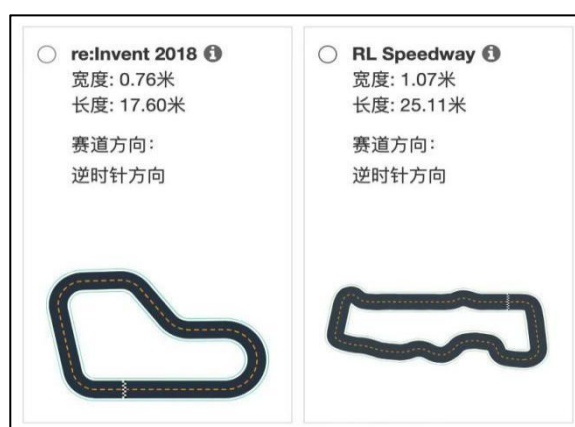 re:Invent 2018
宽度: 0.76米
长度: 17.60米
赛道方向:
逆时针方向
RL Speedway
宽度: 1.07米
长度: 25.11米
赛道方向:
逆时针方向